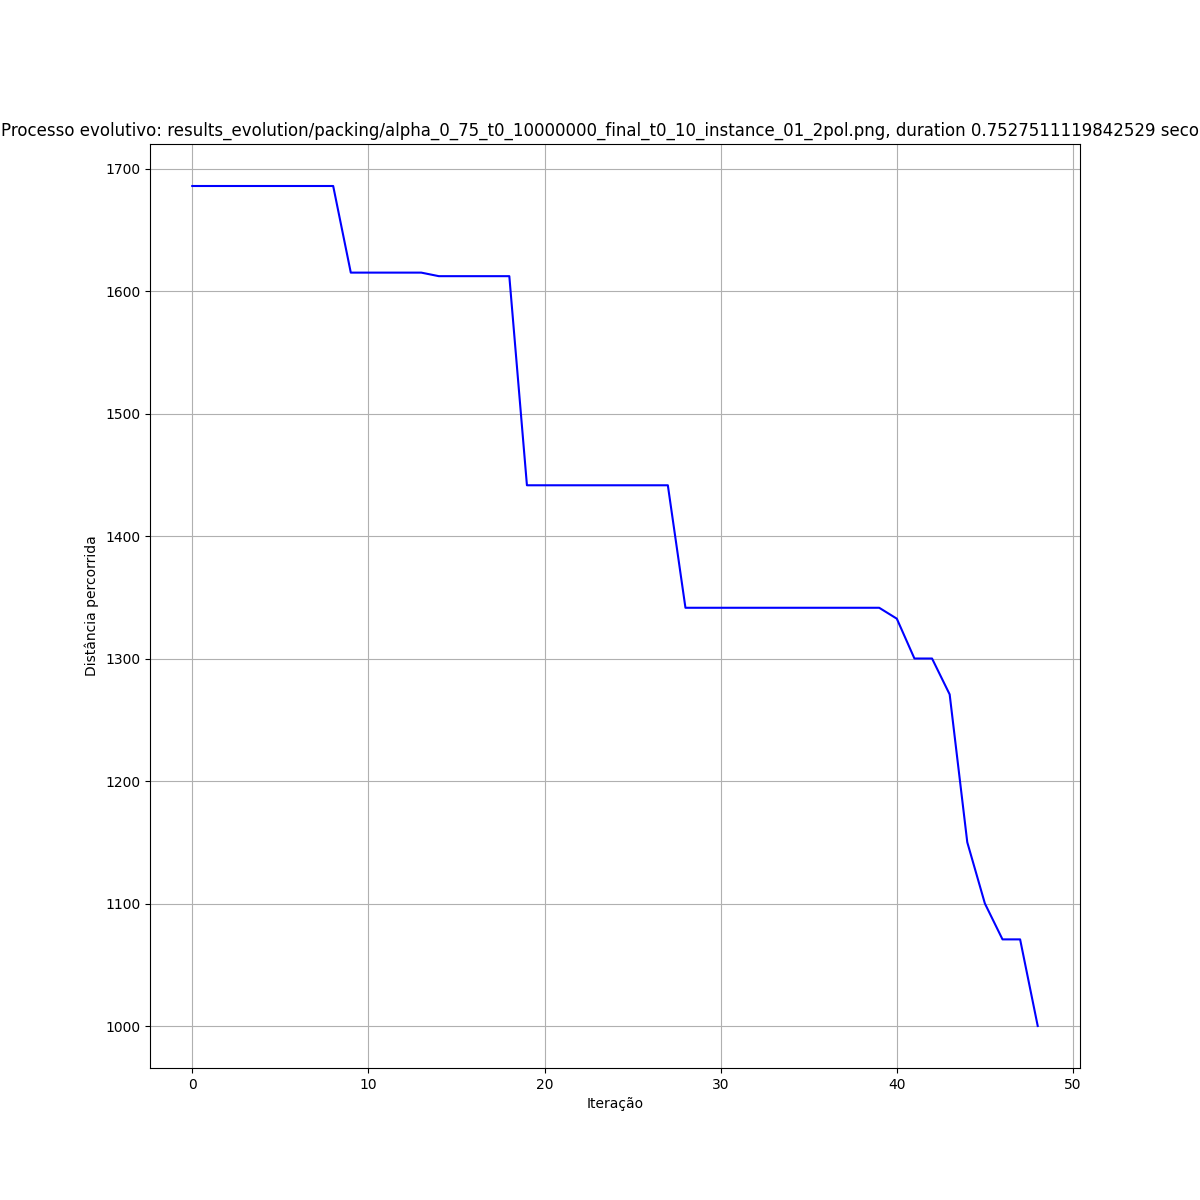 Processo evolutivo: results_evolution/packing/alpha_0_75_t0_10000000_final_t0_10_instance_01_2pol.png, duration 0.7527511119842529 seco
1700
1600
1500
1400
1300
1200
1100
1000
Distância percorrida
0 10 20 30 40 50
Iteração